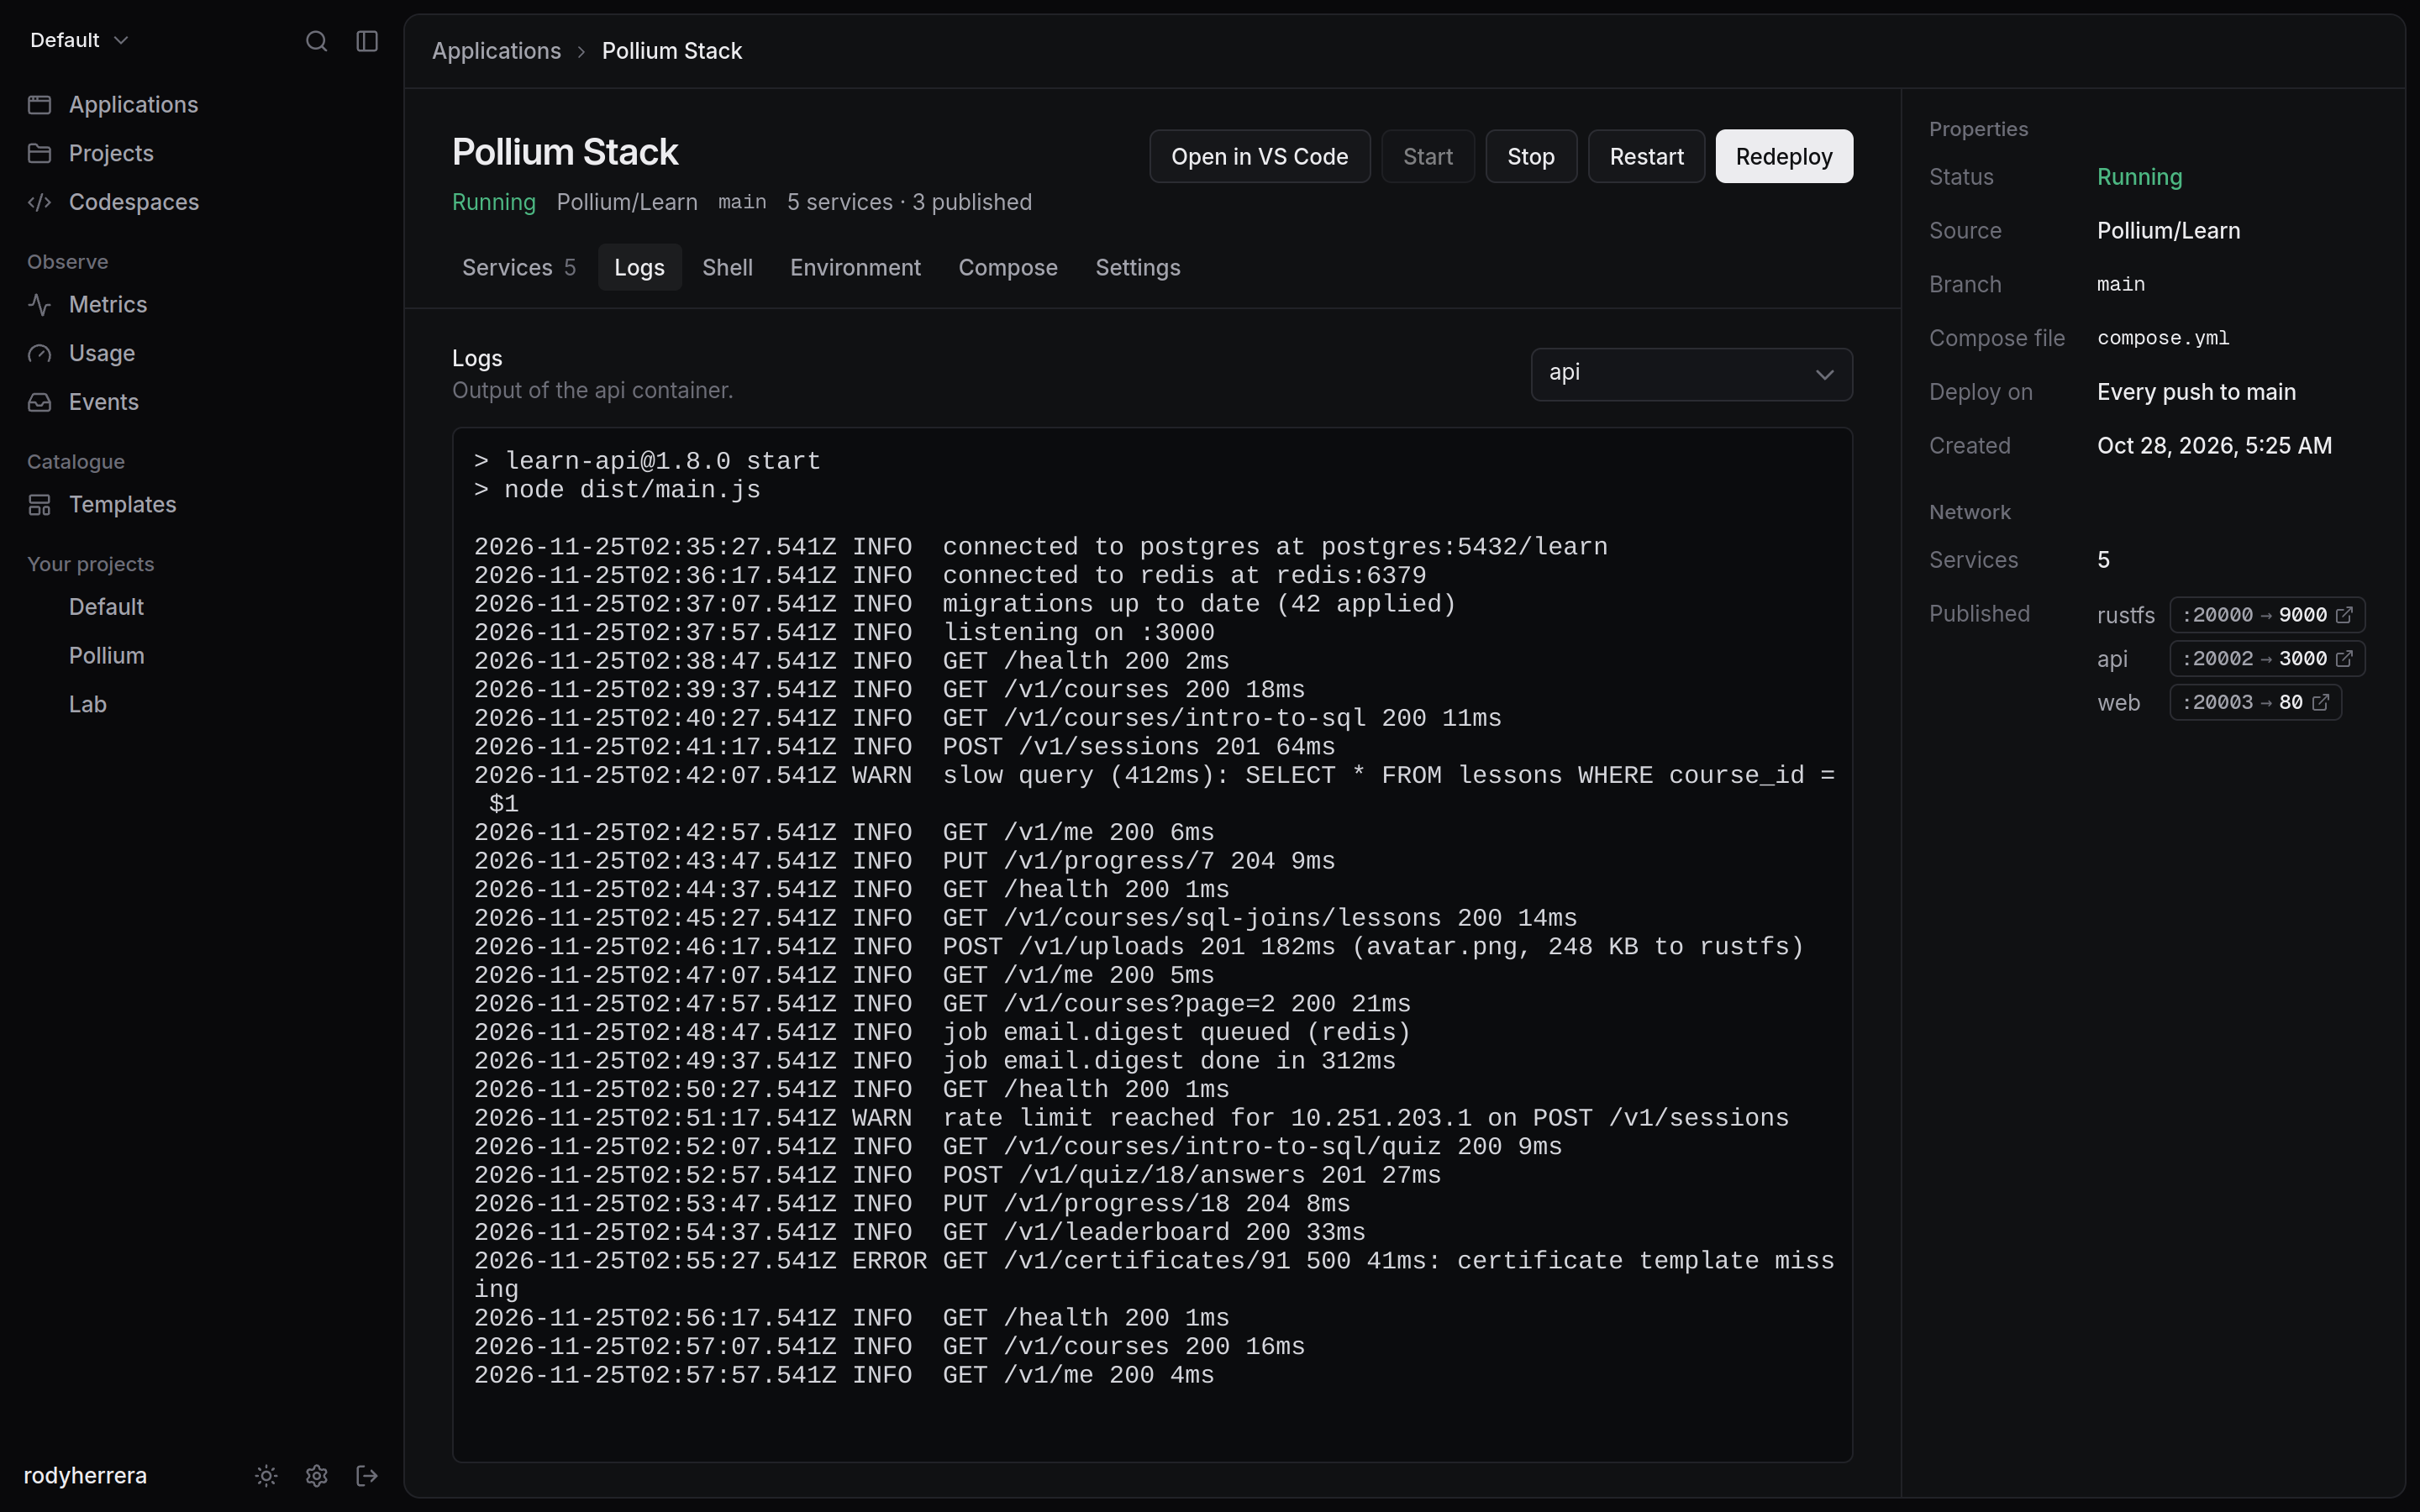 Default
Applications
Projects
Codespaces
Observe
Metrics
Usage
Events
Catalogue
Templates
Your projects
Default
Pollium
Lab
rodyherrera
Applications › Pollium Stack
Pollium Stack
Open in VS Code Start Stop Restart Redeploy
Running Pollium/Learn main 5 services · 3 published
Services 5 Logs Shell Environment Compose Settings
Logs
Output of the api container.
api
> learn-api@1.8.0 start
> node dist/main.js
2026-11-25T02:35:27.541Z INFO  connected to postgres at postgres:5432/learn
2026-11-25T02:36:17.541Z INFO  connected to redis at redis:6379
2026-11-25T02:37:07.541Z INFO  migrations up to date (42 applied)
2026-11-25T02:37:57.541Z INFO  listening on :3000
2026-11-25T02:38:47.541Z INFO  GET /health 200 2ms
2026-11-25T02:39:37.541Z INFO  GET /v1/courses 200 18ms
2026-11-25T02:40:27.541Z INFO  GET /v1/courses/intro-to-sql 200 11ms
2026-11-25T02:41:17.541Z INFO  POST /v1/sessions 201 64ms
2026-11-25T02:42:07.541Z WARN  slow query (412ms): SELECT * FROM lessons WHERE course_id =
 $1
2026-11-25T02:42:57.541Z INFO  GET /v1/me 200 6ms
2026-11-25T02:43:47.541Z INFO  PUT /v1/progress/7 204 9ms
2026-11-25T02:44:37.541Z INFO  GET /health 200 1ms
2026-11-25T02:45:27.541Z INFO  GET /v1/courses/sql-joins/lessons 200 14ms
2026-11-25T02:46:17.541Z INFO  POST /v1/uploads 201 182ms (avatar.png, 248 KB to rustfs)
2026-11-25T02:47:07.541Z INFO  GET /v1/me 200 5ms
2026-11-25T02:47:57.541Z INFO  GET /v1/courses?page=2 200 21ms
2026-11-25T02:48:47.541Z INFO  job email.digest queued (redis)
2026-11-25T02:49:37.541Z INFO  job email.digest done in 312ms
2026-11-25T02:50:27.541Z INFO  GET /health 200 1ms
2026-11-25T02:51:17.541Z WARN  rate limit reached for 10.251.203.1 on POST /v1/sessions
2026-11-25T02:52:07.541Z INFO  GET /v1/courses/intro-to-sql/quiz 200 9ms
2026-11-25T02:52:57.541Z INFO  POST /v1/quiz/18/answers 201 27ms
2026-11-25T02:53:47.541Z INFO  PUT /v1/progress/18 204 8ms
2026-11-25T02:54:37.541Z INFO  GET /v1/leaderboard 200 33ms
2026-11-25T02:55:27.541Z ERROR GET /v1/certificates/91 500 41ms: certificate template miss
ing
2026-11-25T02:56:17.541Z INFO  GET /health 200 1ms
2026-11-25T02:57:07.541Z INFO  GET /v1/courses 200 16ms
2026-11-25T02:57:57.541Z INFO  GET /v1/me 200 4ms
Properties
Status Running
Source Pollium/Learn
Branch main
Compose file compose.yml
Deploy on Every push to main
Created Oct 28, 2026, 5:25 AM
Network
Services 5
Published rustfs :20000 → 9000
api :20002 → 3000
web :20003 → 80